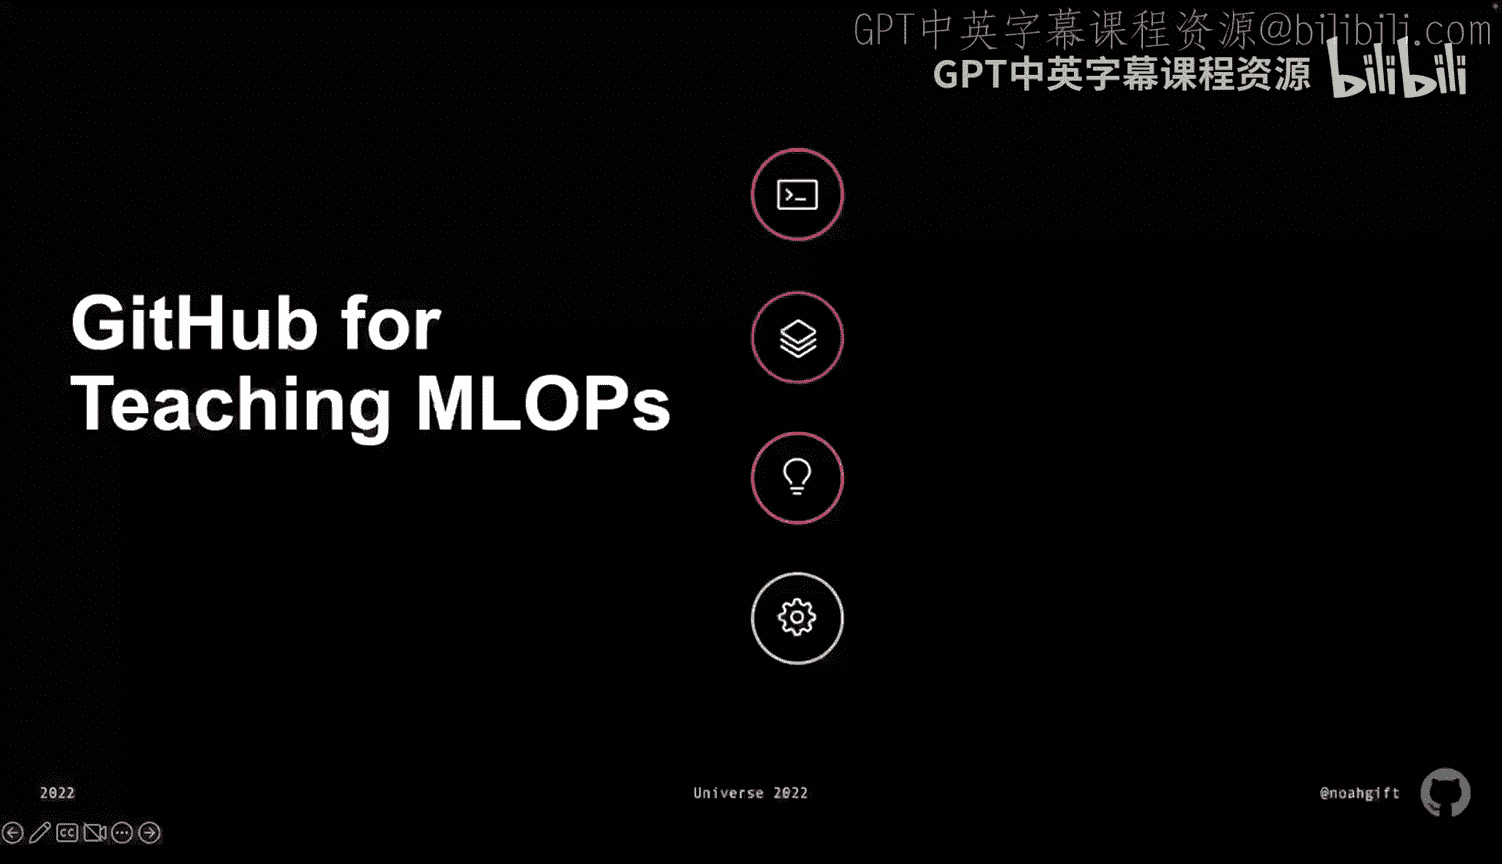 GPT中英字幕课程资源@bilibili.com
GPT中英字幕课程资源 bilibili
GitHub for
Teaching MLOPs
2022
Universe 2022
@noahgift
CC